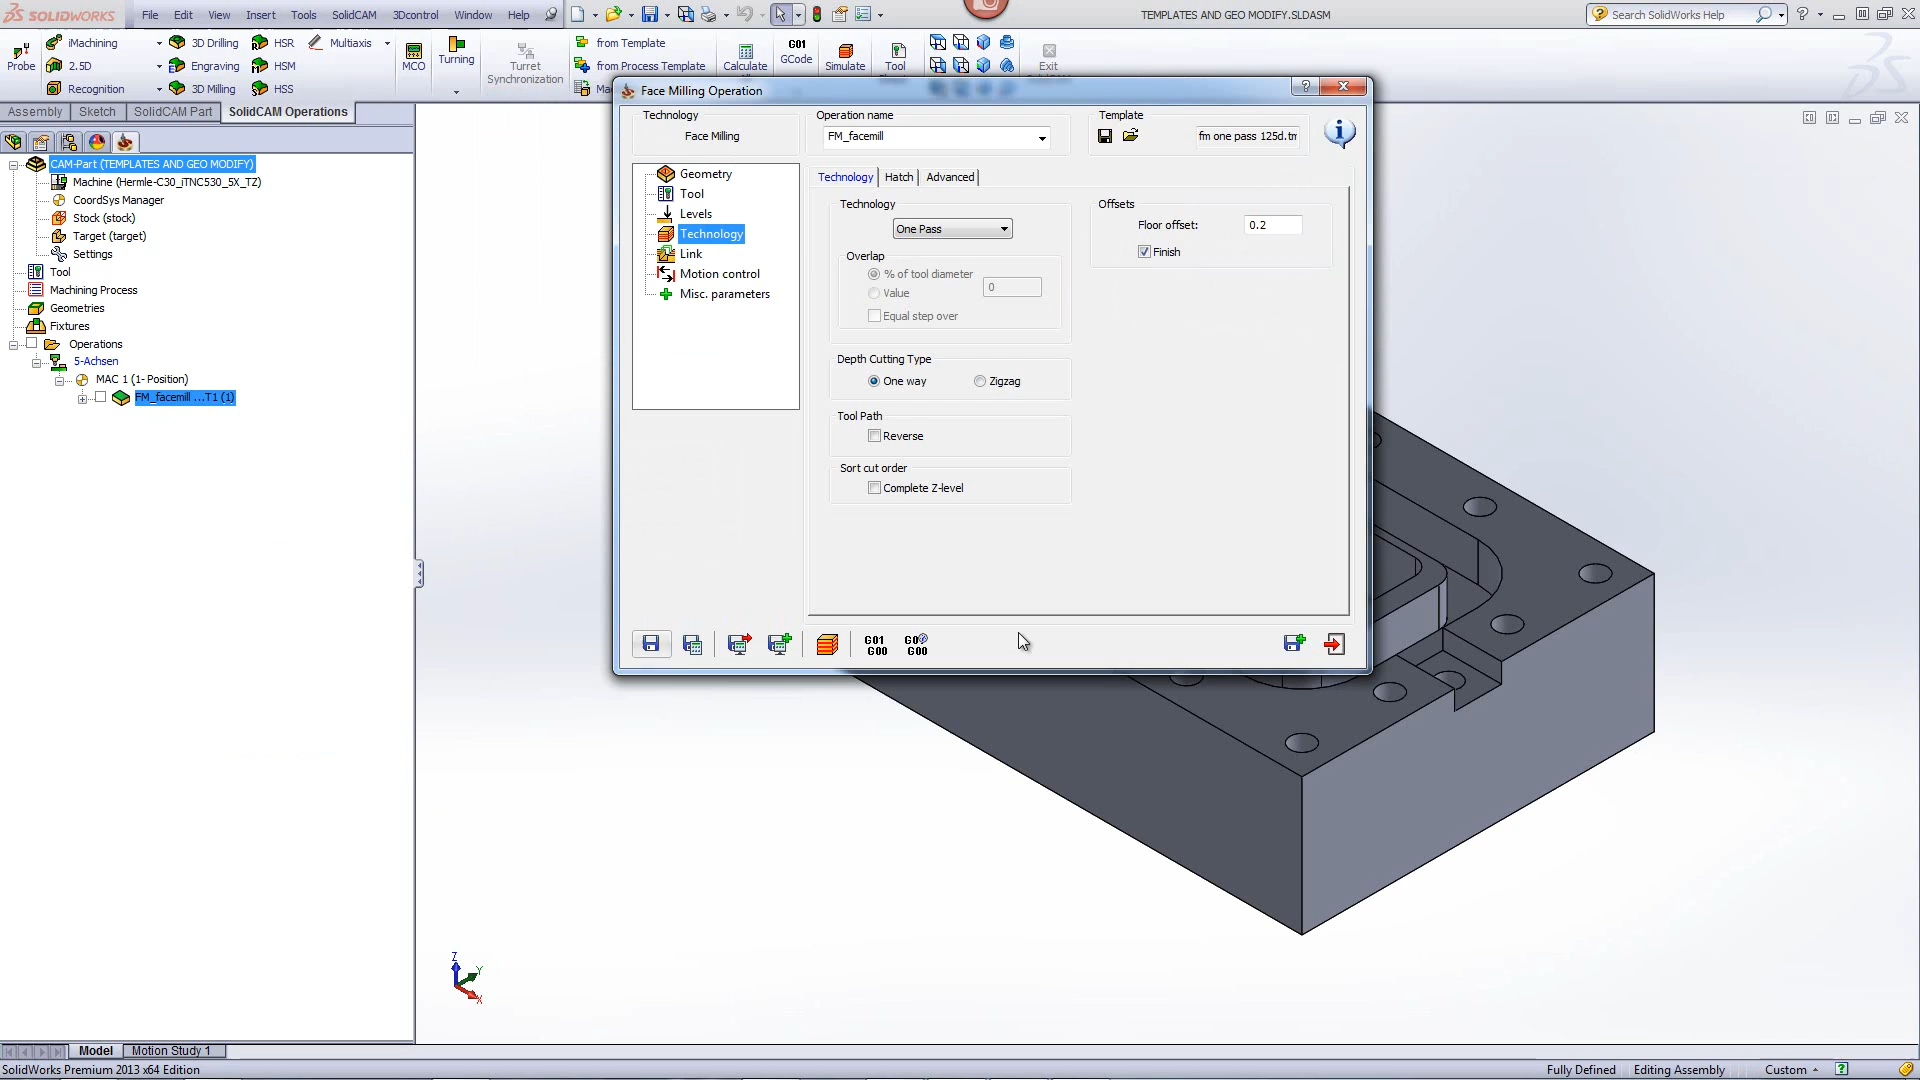 SOLIDWORKS File Edit View Insert Tools SolidCAM 3Dcontrol Window Help TEMPLATES AND GEO MODIFY.SLDASM Search SolidWorks Help
Probe iMachining 3D Drilling HSR Multiaxis MCO Turning Turret Synchronization from Template Calculate G01 GCode Simulate Tool Exit
2.5D Engraving HSM from Process Template
Recognition 3D Milling HSS
Assembly Sketch SolidCAM Part SolidCAM Operations
CAM-Part (TEMPLATES AND GEO MODIFY)
Machine (Hermle-C30_iTNC530_5X_TZ)
CoordSys Manager
Stock (stock)
Target (target)
Settings
Tool
Machining Process
Geometries
Fixtures
Operations
5-Achsen
MAC 1 (1- Position)
FM_facemill ...T1 (1)
Face Milling Operation
Technology
Face Milling
Operation name
FM_facemill
Template
fm one pass 125d.tm
Geometry
Tool
Levels
Technology
Link
Motion control
Misc. parameters
Technology Hatch Advanced
Technology
One Pass
Overlap
% of tool diameter
0
Value
Equal step over
Depth Cutting Type
One way Zigzag
Tool Path
Reverse
Sort cut order
Complete Z-level
Offsets
Floor offset: 0.2
Finish
G01 G00
G00
Z
Y
X
Model Motion Study 1
SolidWorks Premium 2013 x64 Edition Fully Defined Editing Assembly Custom